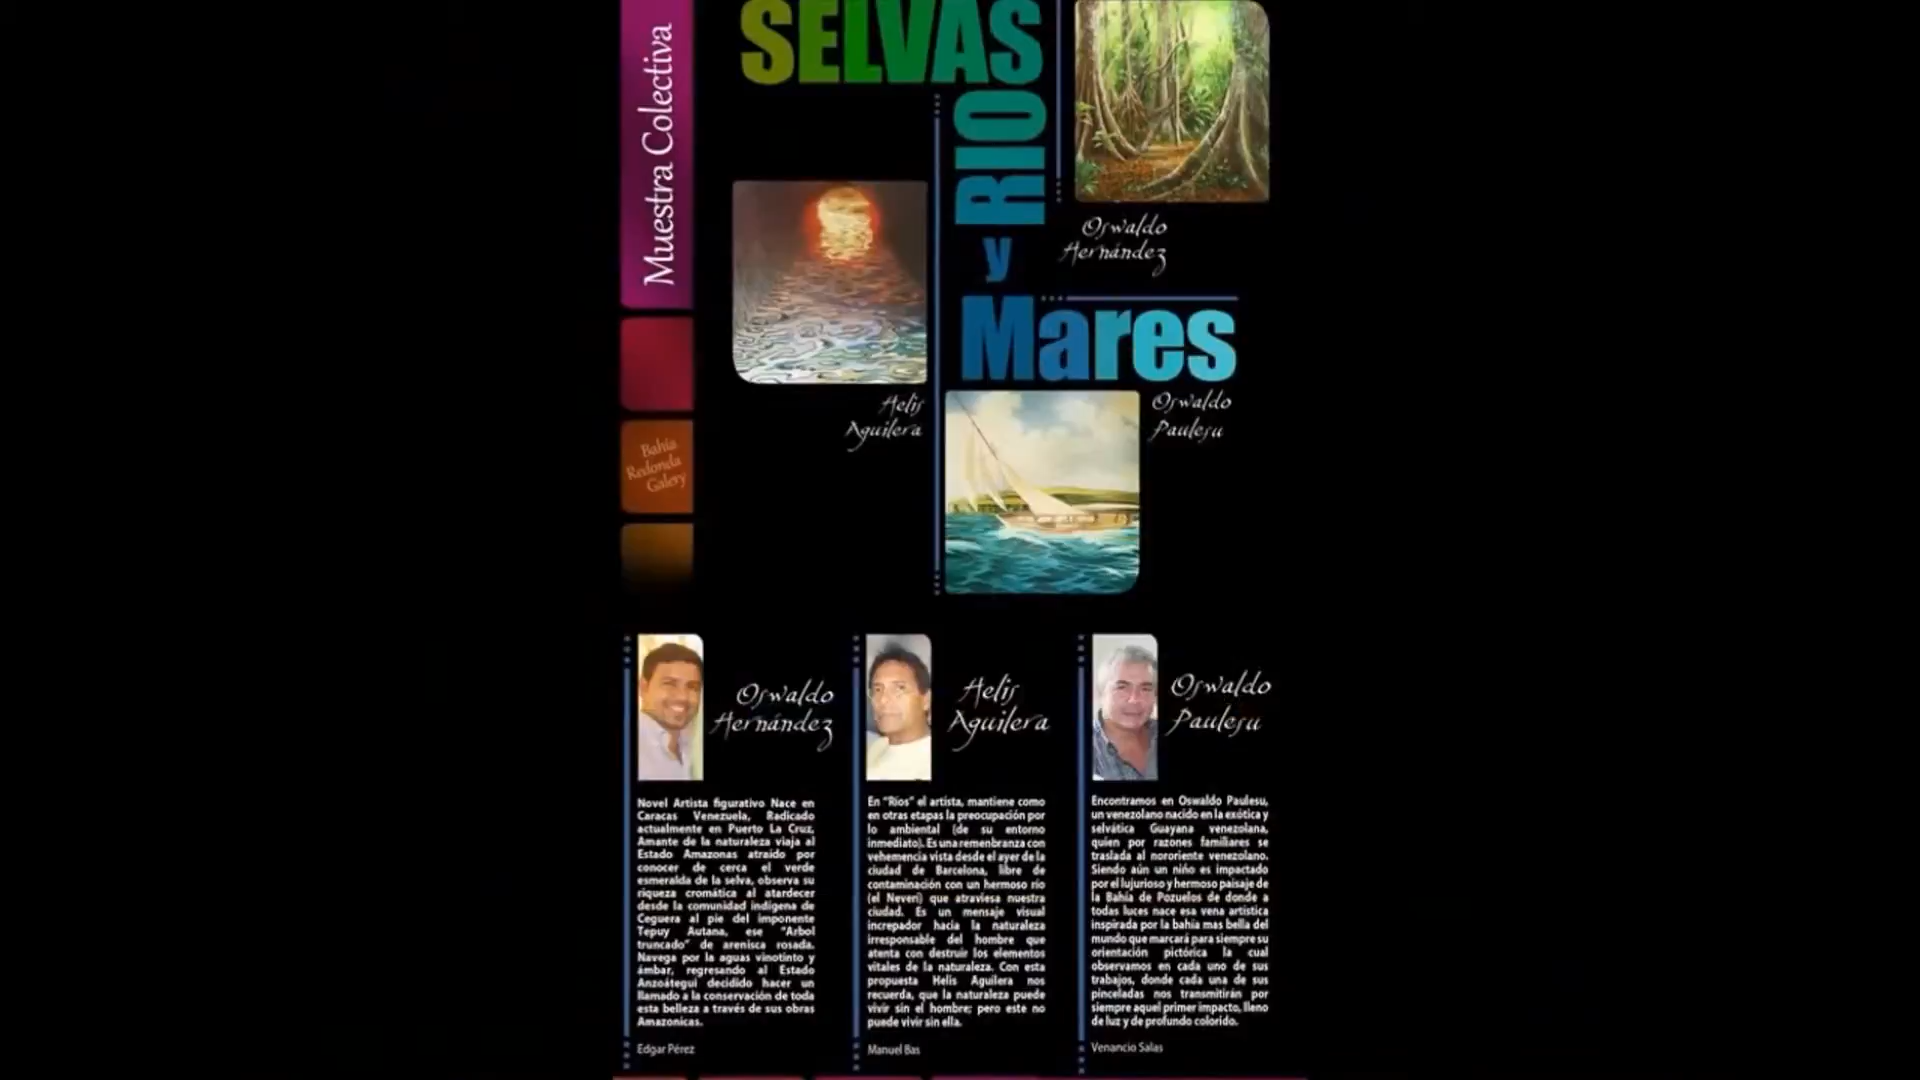 Muestra Colectiva
SELVAS
RIOS
y
Mares
Oswaldo
Hernández
Helis
Aguilera
Oswaldo
Paulesu
Bahía
Redonda
Galery
Oswaldo
Hernández
Novel Artista figurativo Nace en
Caracas Venezuela, Radicado
actualmente en Puerto La Cruz,
Amante de la naturaleza viaja al
Estado Amazonas atraído por
conocer de cerca el verde
esmeralda de la selva, observa su
riqueza cromática al atardecer
desde la comunidad indígena de
Ceguera al pie del imponente
Tepuy Autana, ese "Arbol
truncado" de arenisca rosada.
Navega por la aguas vinotinto y
ámbar, regresando al Estado
Anzoátegui decidido hacer un
llamado a la conservación de toda
esta belleza a través de sus obras
Amazonicas.
Edgar Pérez
Helis
Aguilera
En "Ríos" el artista, mantiene como
en otras etapas la preocupación por
lo ambiental (de su entorno
inmediato). Es una remenbranza con
vehemencia vista desde el ayer de la
ciudad de Barcelona, libre de
contaminación con un hermoso río
(el Neverí) que atraviesa nuestra
ciudad. Es un mensaje visual
increpador hacia la naturaleza
irresponsable del hombre que
atenta con destruir los elementos
vitales de la naturaleza. Con esta
propuesta Helis Aguilera nos
recuerda, que la naturaleza puede
vivir sin el hombre; pero este no
puede vivir sin ella.
Manuel Bas
Oswaldo
Paulesu
Encontramos en Oswaldo Paulesu,
un venezolano nacido en la exótica y
selvática Guayana venezolana,
quien por razones familiares se
traslada al nororiente venezolano.
Siendo aún un niño es impactado
por el lujurioso y hermoso paisaje de
la Bahía de Pozuelos de donde a
todas luces nace esa vena artística
inspirada por la bahía mas bella del
mundo que marcará para siempre su
orientación pictórica la cual
observamos en cada uno de sus
trabajos, donde cada una de sus
pinceladas nos transmitirán por
siempre aquel primer impacto, lleno
de luz y de profundo colorido.
Venancio Salas